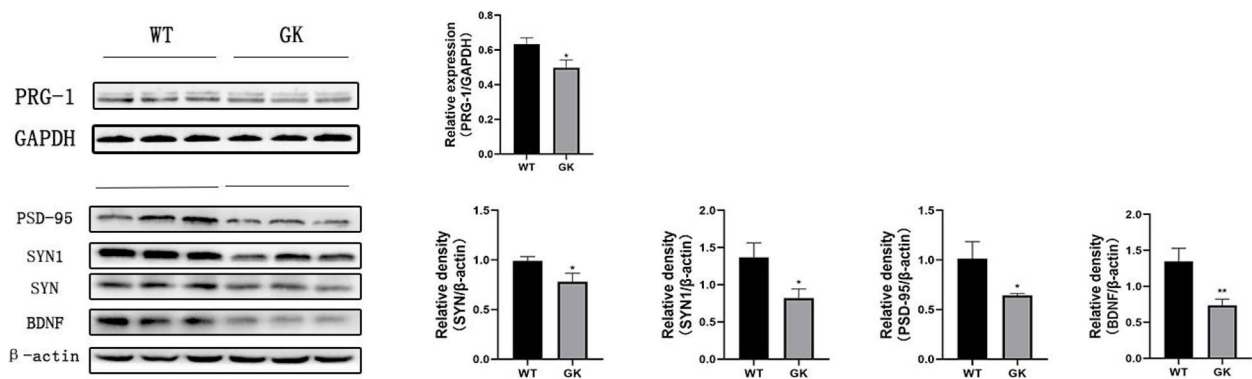 WT GK
PRG-1
GAPDH
PSD-95
SYN1
SYN
BDNF
β-actin
Relative expression
(PRG-1/GAPDH)
0.8
0.6
0.4
0.2
0.0
*
WT GK
Relative density
(SYN/β-actin)
1.5
1.0
0.5
0.0
*
WT GK
Relative density
(SYN1/β-actin)
2.0
1.5
1.0
0.5
0.0
*
WT GK
Relative density
(PSD-95/β-actin)
1.5
1.0
0.5
0.0
*
WT GK
Relative density
(BDNF/β-actin)
2.0
1.5
1.0
0.5
0.0
**
WT GK